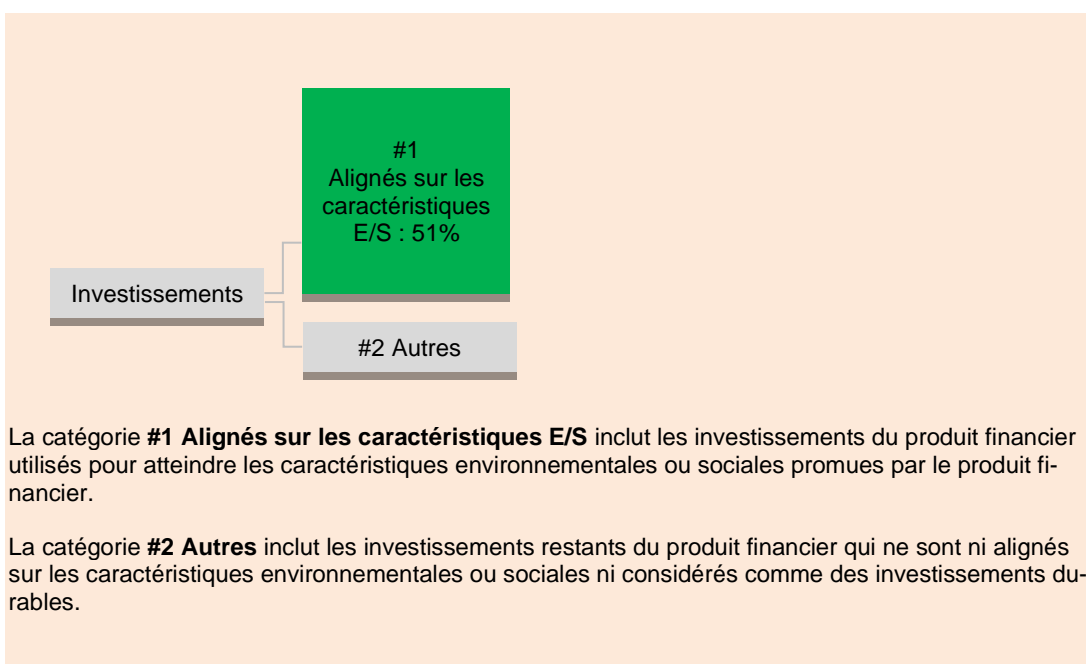 #1
Alignés sur les
caractéristiques
E/S : 51%
Investissements
#2 Autres
La catégorie #1 Alignés sur les caractéristiques E/S inclut les investissements du produit financier
utilisés pour atteindre les caractéristiques environnementales ou sociales promues par le produit fi-
nancier.
La catégorie #2 Autres inclut les investissements restants du produit financier qui ne sont ni alignés
sur les caractéristiques environnementales ou sociales ni considérés comme des investissements du-
rables.